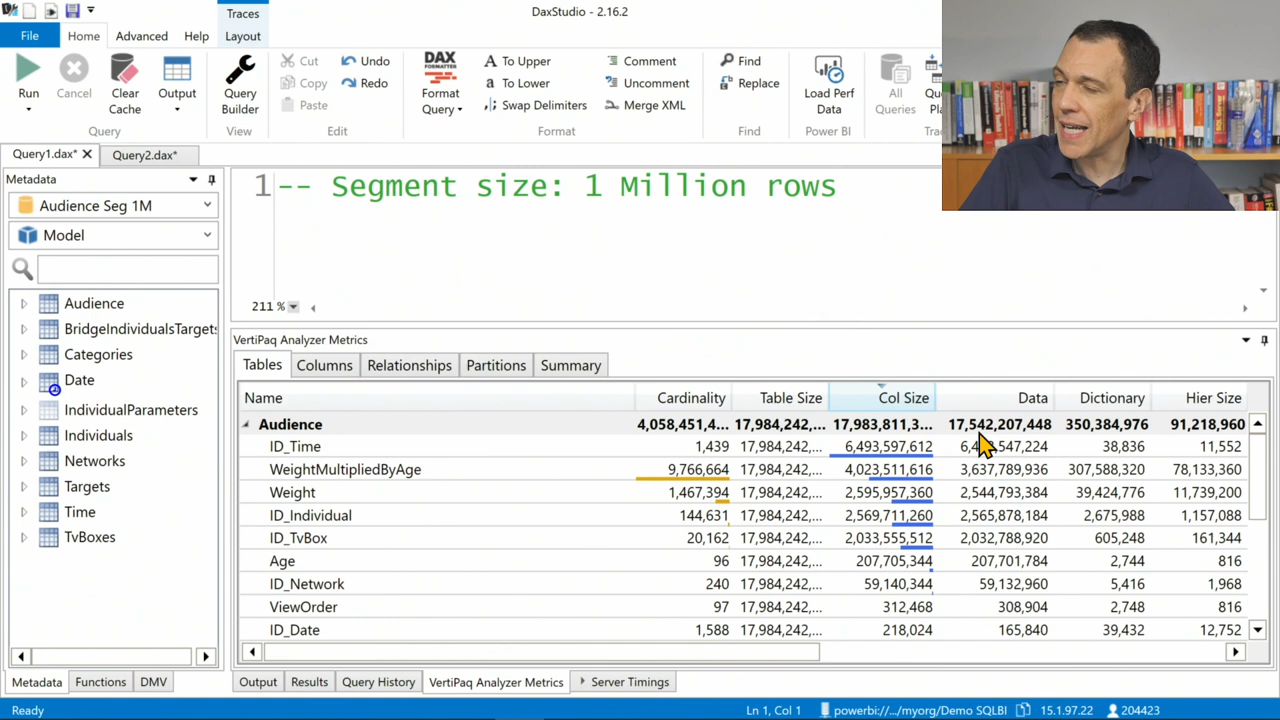 Traces
DaxStudio - 2.16.2
File Home Advanced Help Layout
Run
Cancel
Clear
Cache
Output
Query
Query
Builder
View
Cut
Copy
Paste
Undo
Redo
Edit
DAX
FORMATTER
Format
Query
To Upper
To Lower
Swap Delimiters
Comment
Uncomment
Merge XML
Format
Find
Replace
Find
Load Perf
Data
Power BI
All
Queries
Query1.dax*
Query2.dax*
Metadata
Audience Seg 1M
Model
Audience
BridgeIndividualsTargets
Categories
Date
IndividualParameters
Individuals
Networks
Targets
Time
TvBoxes
Metadata Functions DMV
1 -- Segment size: 1 Million rows
211 %
VertiPaq Analyzer Metrics
Tables Columns Relationships Partitions Summary
Name Cardinality Table Size Col Size Data Dictionary Hier Size
Audience 4,058,451,4... 17,984,242,... 17,983,811,3... 17,542,207,448 350,384,976 91,218,960
ID_Time 1,439 17,984,242,... 6,493,597,612 547,224 38,836 11,552
WeightMultipliedByAge 9,766,664 17,984,242,... 4,023,511,616 3,637,789,936 307,588,320 78,133,360
Weight 1,467,394 17,984,242,... 2,595,957,360 2,544,793,384 39,424,776 11,739,200
ID_Individual 144,631 17,984,242,... 2,569,711,260 2,565,878,184 2,675,988 1,157,088
ID_TvBox 20,162 17,984,242,... 2,033,555,512 2,032,788,920 605,248 161,344
Age 96 17,984,242,... 207,705,344 207,701,784 2,744 816
ID_Network 240 17,984,242,... 59,140,344 59,132,960 5,416 1,968
ViewOrder 97 17,984,242,... 312,468 308,904 2,748 816
ID_Date 1,588 17,984,242,... 218,024 165,840 39,432 12,752
Output Results Query History VertiPaq Analyzer Metrics Server Timings
Ready Ln 1, Col 1 powerbi://.../myorg/Demo SQLBI 15.1.97.22 204423